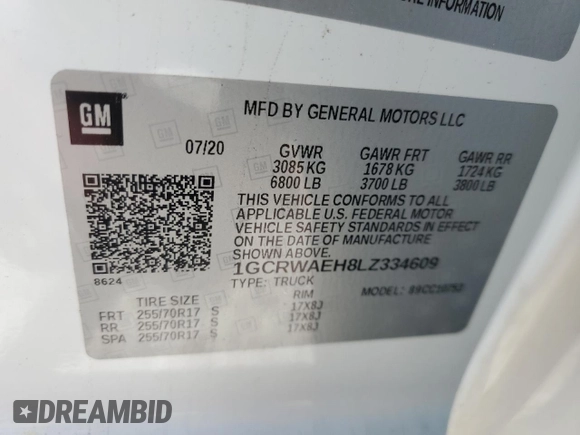 MORE INFORMATION
GM
MFD BY GENERAL MOTORS LLC
07/20 GVWR GAWR FRT GAWR RR
3085 KG 1678 KG 1724 KG
6800 LB 3700 LB 3800 LB
THIS VEHICLE CONFORMS TO ALL
APPLICABLE U.S. FEDERAL MOTOR
VEHICLE SAFETY STANDARDS IN EFFECT
ON THE DATE OF MANUFACTURE
SHOWN ABOVE.
1GCRWAEH8LZ334609
TYPE: TRUCK MODEL:
8624
TIRE SIZE RIM
FRT 255/70R17 S 17X8J
RR 255/70R17 S 17X8J
SPA 255/70R17 S 17X8J
DREAMBID